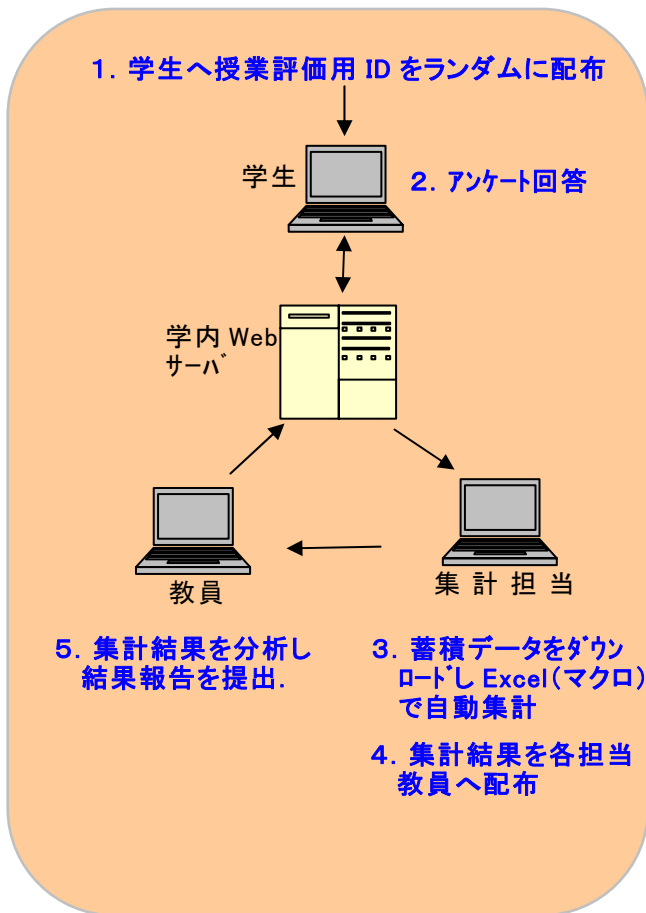 1．学生へ授業評価用 ID をランダムに配布
学生
2．アンケート回答
学内 Web
サーバ
教員
集 計 担 当
5．集計結果を分析し
結果報告を提出.
3．蓄積データをダウン
ロードし Excel（マクロ）
で自動集計
4．集計結果を各担当
教員へ配布